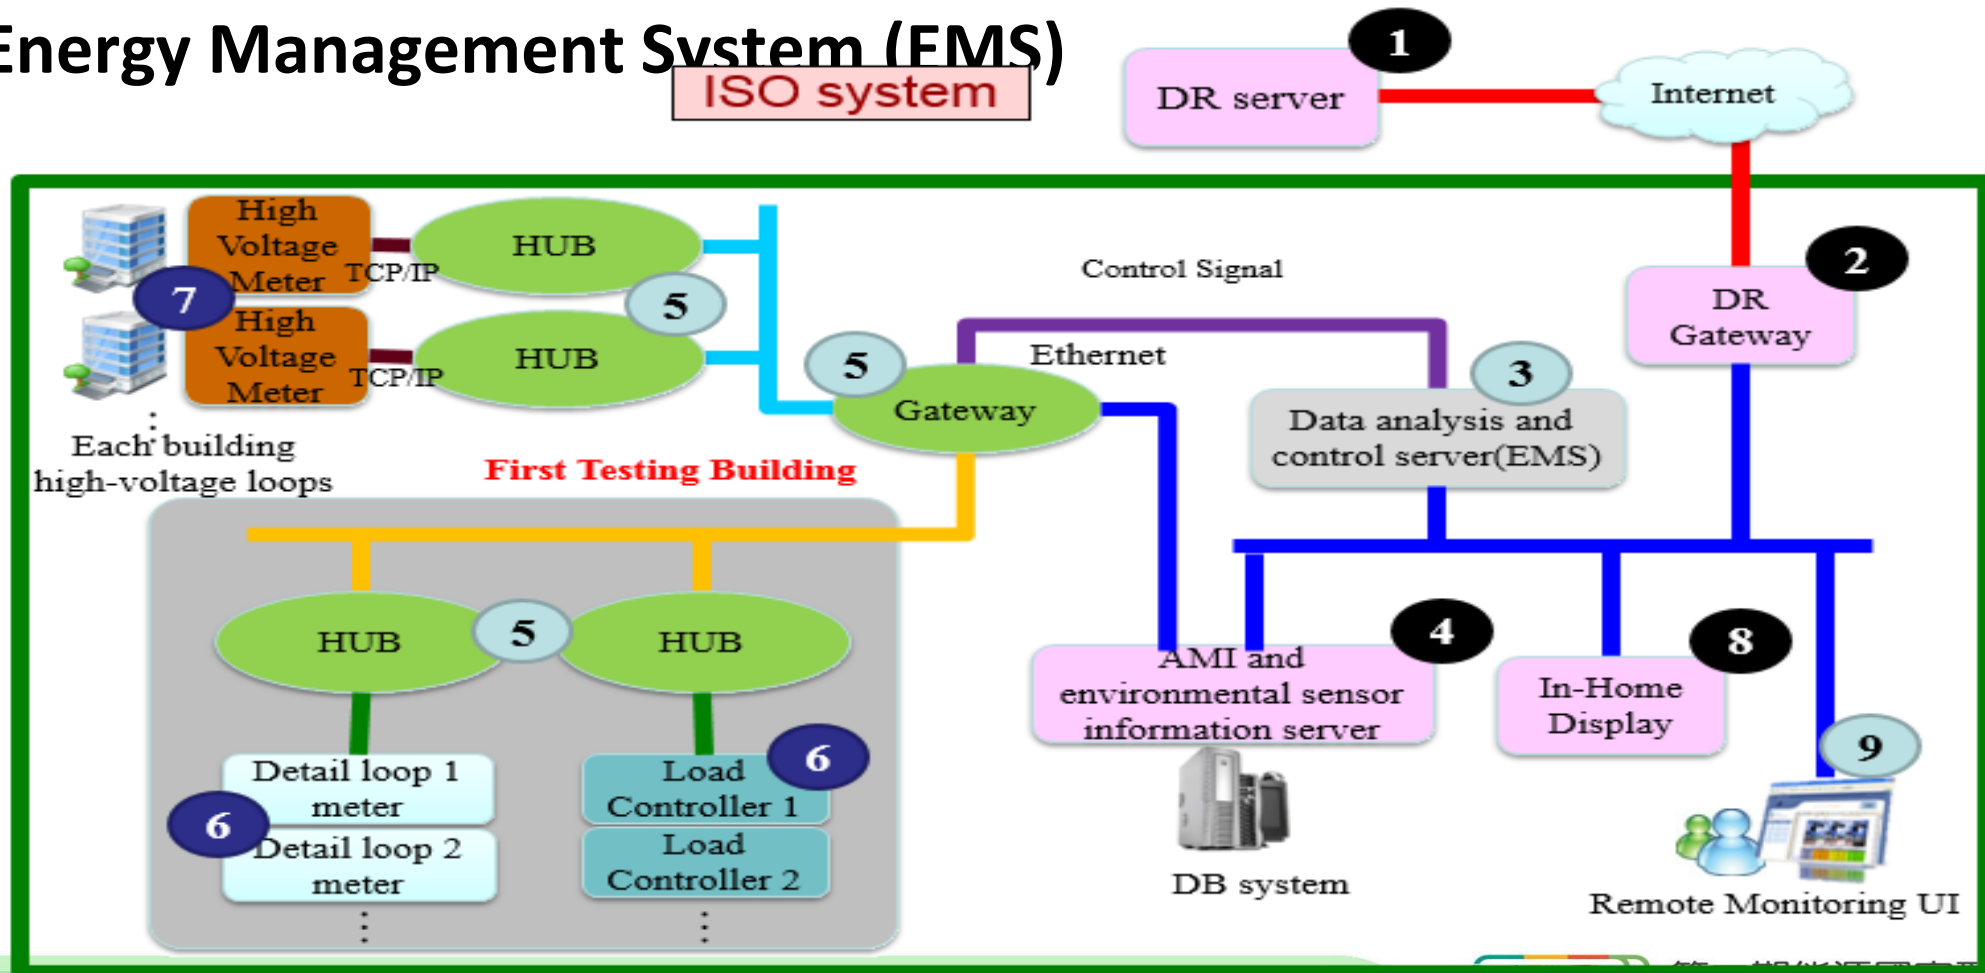 Energy Management System (EMS)
ISO system
1
DR server
Internet
High
Voltage
Meter
TCP/IP
HUB
5
7
High
Voltage
Meter
TCP/IP
HUB
Each building
high-voltage loops
Control Signal
Ethernet
5
Gateway
2
DR
Gateway
3
Data analysis and
control server(EMS)
First Testing Building
HUB
5
HUB
Detail loop 1
meter
6
Detail loop 2
meter
6
Load
Controller 1
Load
Controller 2
4
AMI and
environmental sensor
information server
DB system
8
In-Home
Display
9
Remote Monitoring UI